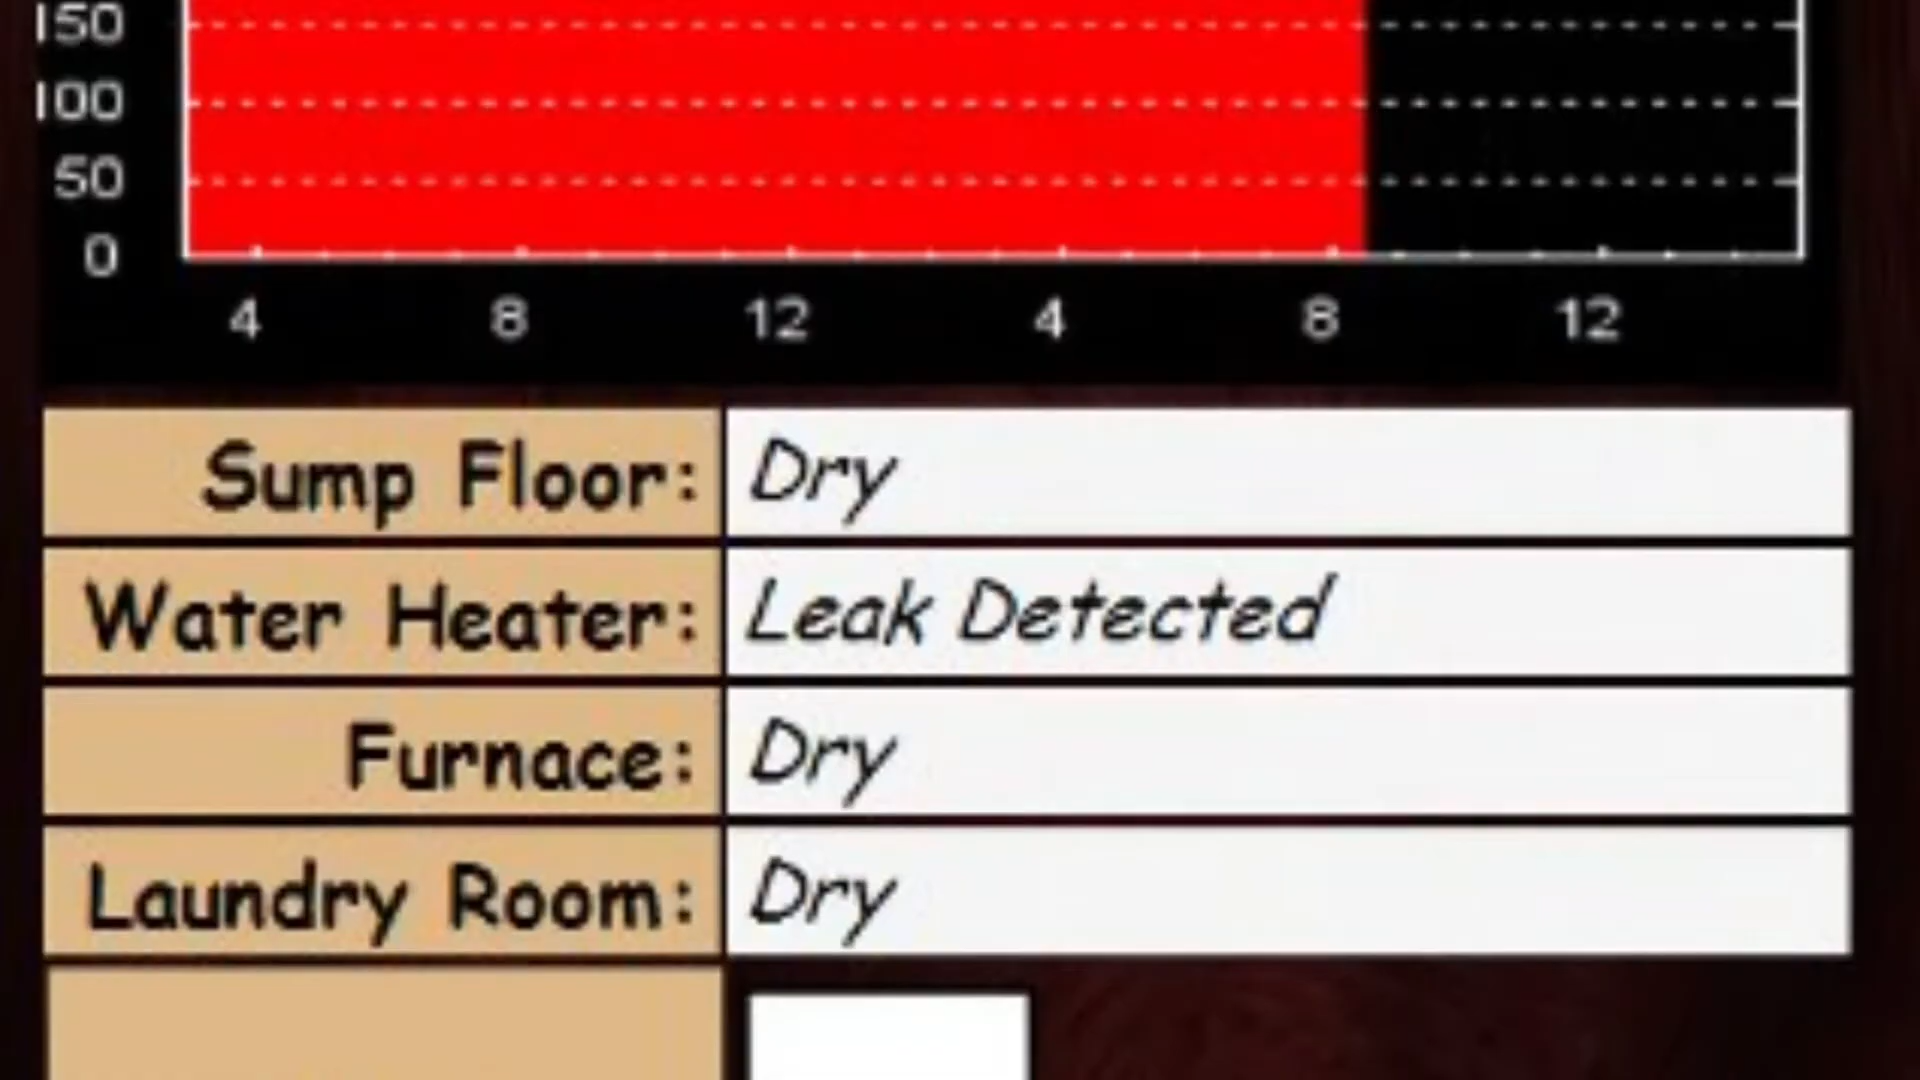 150
100
50
0
4 8 12 4 8 12
Sump Floor: Dry
Water Heater: Leak Detected
Furnace: Dry
Laundry Room: Dry